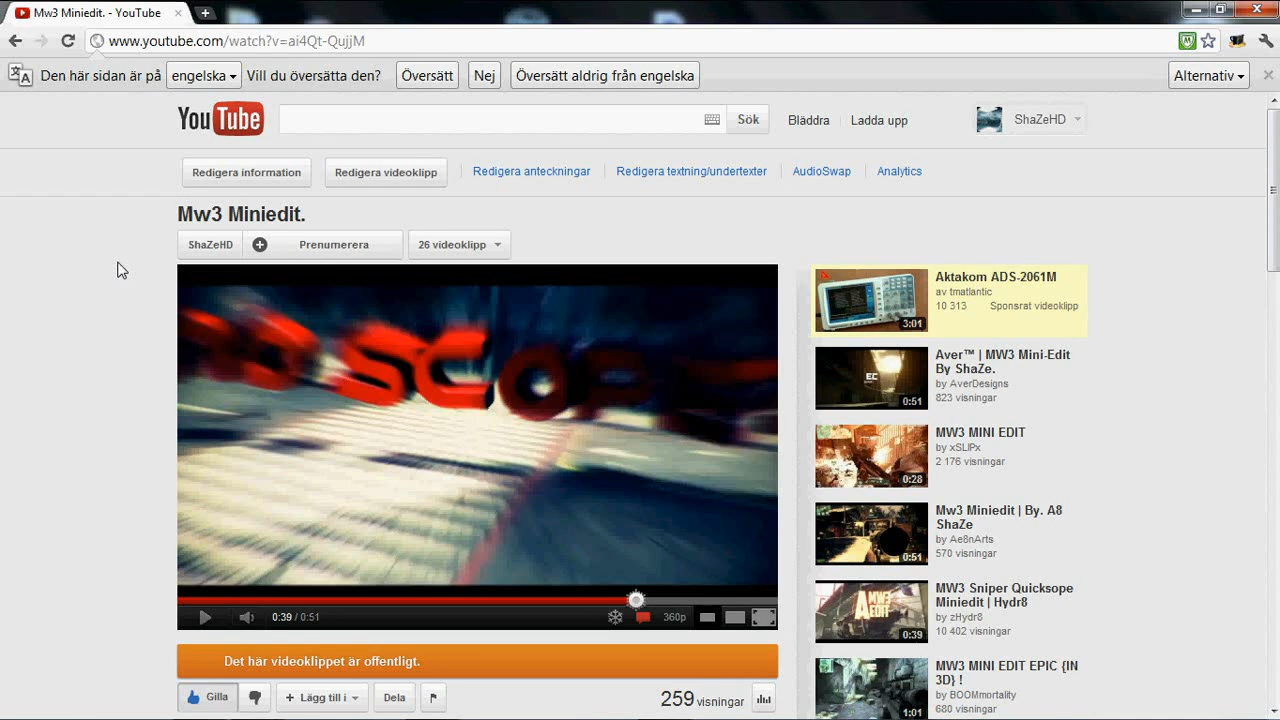 Mw3 Miniedit. - YouTube
www.youtube.com/watch?v=ai4Qt-QujjM
Den här sidan är på engelska Vill du översätta den? Översätt Nej Översätt aldrig från engelska Alternativ
YouTube Sök Bläddra Ladda upp ShaZeHD
Redigera information Redigera videoklipp Redigera anteckningar Redigera textning/undertexter AudioSwap Analytics
Mw3 Miniedit.
ShaZeHD Prenumerera 26 videoklipp
SCOP
0:39 / 0:51 360p
Det här videoklippet är offentligt.
Gilla Lägg till i Dela 259 visningar
Aktakom ADS-2061M
av tmatlantic
10 313 Sponsrat videoklipp
3:01
Aver™ | MW3 Mini-Edit
By ShaZe.
by AverDesigns
823 visningar
EC
0:51
MW3 MINI EDIT
by xSLIPx
2 176 visningar
0:28
Mw3 Miniedit | By. A8
ShaZe
by Ae8nArts
570 visningar
0:51
MW3 Sniper Quicksope
Miniedit | Hydr8
by zHydr8
10 402 visningar
MW3
EDIT
0:39
MW3 MINI EDIT EPIC {IN
3D} !
by BOOMmortality
680 visningar
1:01